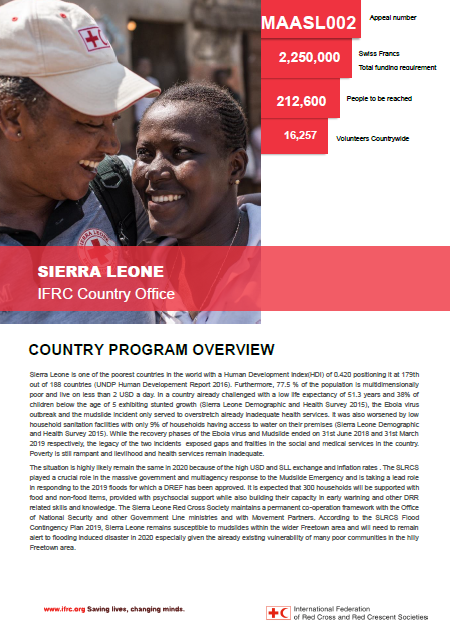 MAASL002
Appeal number
2,250,000
Swiss Francs
Total funding requirement
212,600
People to be reached
16,257
Volunteers Countrywide
SIERRA LEONE
IFRC Country Office
COUNTRY PROGRAM OVERVIEW
Sierra Leone is one of the poorest countries in the world with a Human Development Index(HDI) of 0.420 positioning it at 179th
out of 188 countries (UNDP Human Developement Report 2016). Furthermore, 77.5 % of the population is multidimensionally
poor and live on less than 2 USD a day. In a country already challenged with a low life expectancy of 51.3 years and 38% of
children below the age of 5 exhibiting stunted growth (Sierra Leone Demographic and Health Survey 2015), the Ebola virus
outbreak and the mudslide incident only served to overstretch already inadequate health services. It was also worsened by low
household sanitation facilities with only 9% of households having access to water on their premises (Sierra Leone Demographic
and Health Survey 2015). While the recovery phases of the Ebola virus and Mudslide ended on 31st June 2018 and 31st March
2019 respectively, the legacy of the two incidents exposed gaps and frailties in the social and medical services in the country.
Poverty is still rampant and livelihood and health services remain inadequate.
The situation is highly likely remain the same in 2020 because of the high USD and SLL exchange and inflation rates . The SLRCS
played a crucial role in the massive government and multiagency response to the Mudslide Emergency and is taking a lead role
in responding to the 2019 floods for which a DREF has been approved. It is expected that 300 households will be supported with
food and non-food items, provided with psychsocial support while also building their capacity in early warining and other DRR
related skills and knowledge. The Sierra Leone Red Cross Society maintains a permanent co-operation framework with the Office
of National Security and other Government Line ministries and with Movement Partners. According to the SLRCS Flood
Contingency Plan 2019, Sierra Leone remains susceptible to mudslides within the wider Freetown area and will need to remain
alert to flooding induced disaster in 2020 especially given the already existing vulnerability of many poor communities in the hilly
Freetown area.
www.ifrc.org Saving lives, changing minds.
International Federation
of Red Cross and Red Crescent Societies